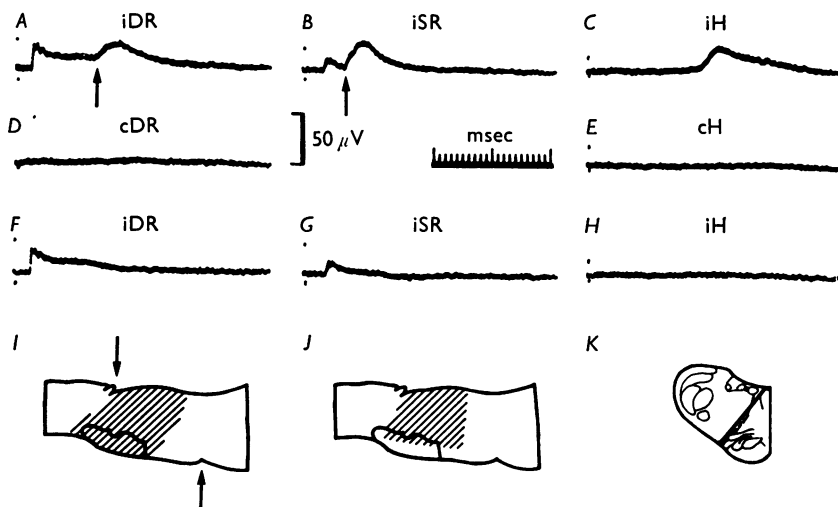 A iDR
B iSR
C iH
D cDR
50 μV
msec
E cH
F iDR
G iSR
H iH
I
J
K